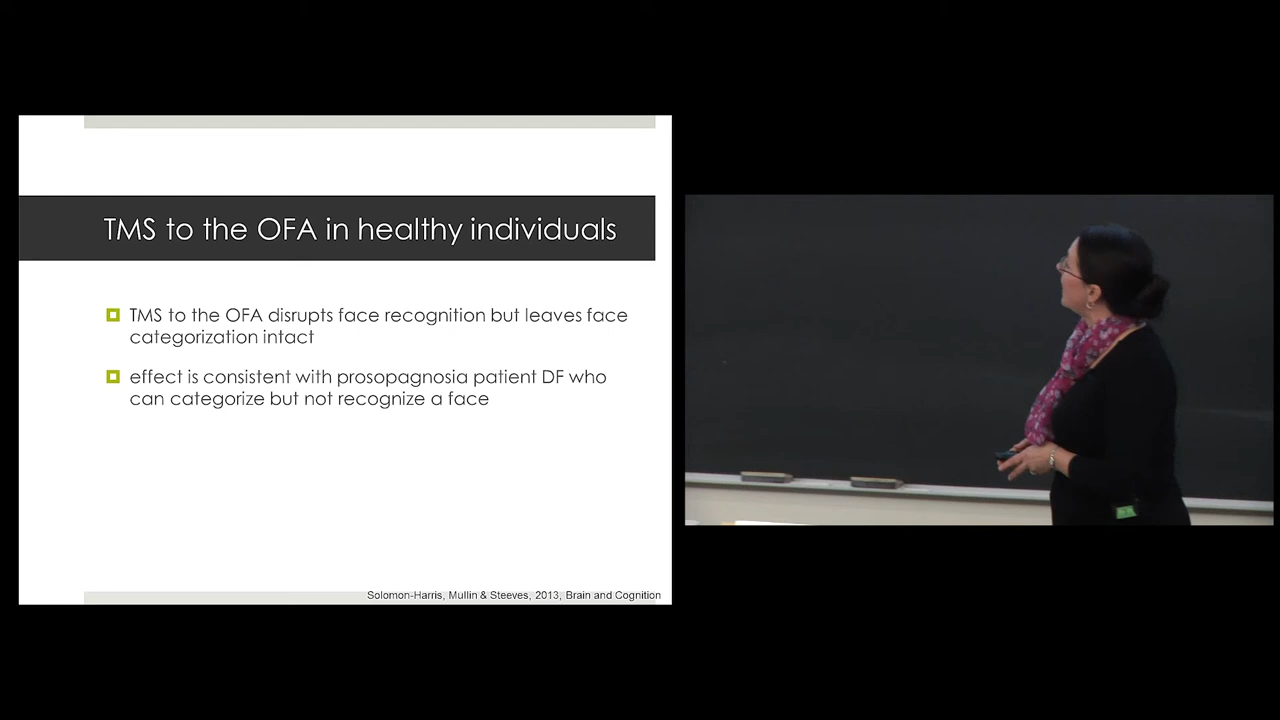 TMS to the OFA in healthy individuals
TMS to the OFA disrupts face recognition but leaves face
categorization intact
effect is consistent with prosopagnosia patient DF who
can categorize but not recognize a face
Solomon-Harris, Mullin & Steeves, 2013, Brain and Cognition